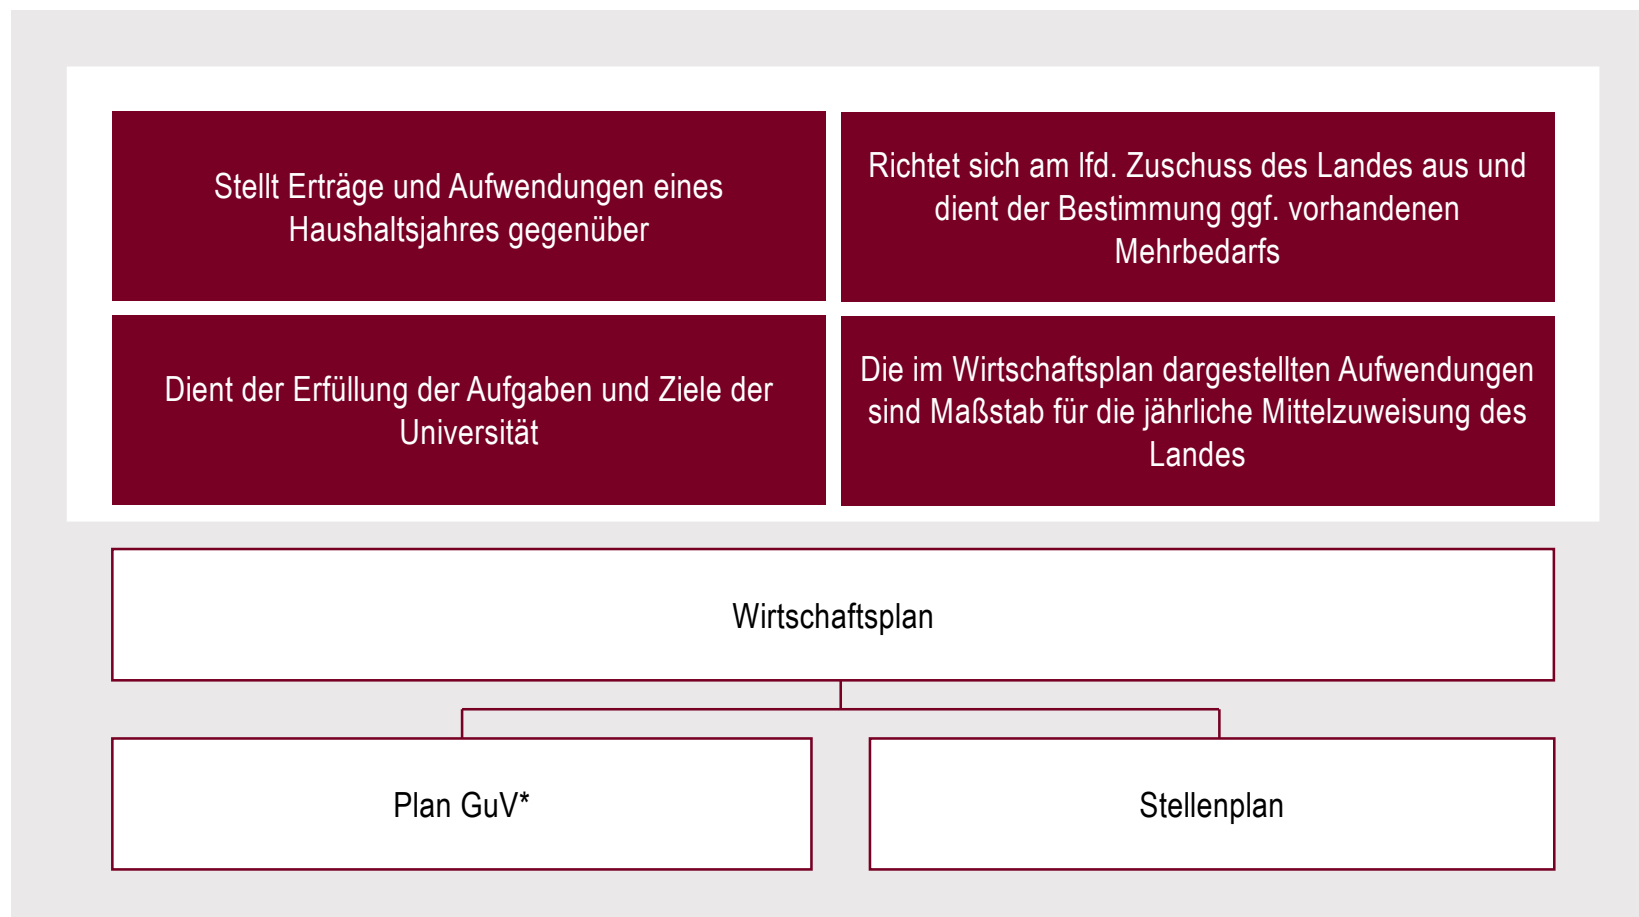 Stellt Erträge und Aufwendungen eines
Haushaltsjahres gegenüber
Richtet sich am lfd. Zuschuss des Landes aus und
dient der Bestimmung ggf. vorhandenen
Mehrbedarfs
Dient der Erfüllung der Aufgaben und Ziele der
Universität
Die im Wirtschaftsplan dargestellten Aufwendungen
sind Maßstab für die jährliche Mittelzuweisung des
Landes
Wirtschaftsplan
Plan GuV*
Stellenplan